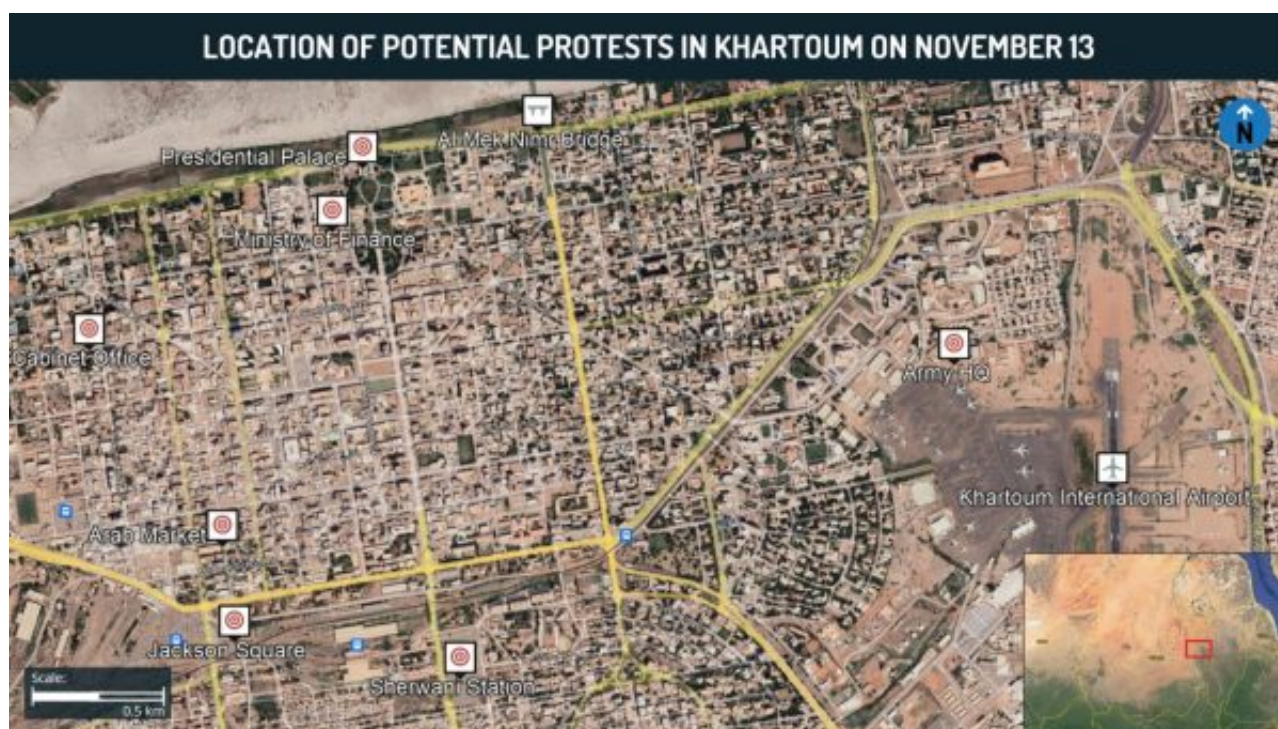 LOCATION OF POTENTIAL PROTESTS IN KHARTOUM ON NOVEMBER 13
N
Al Mek Nimr Bridge
Presidential Palace
Ministry of Finance
Cabinet Office
Army HQ
Khartoum International Airport
Arab Market
Jackson Square
Sherwani Station
Scale:
0.5 km